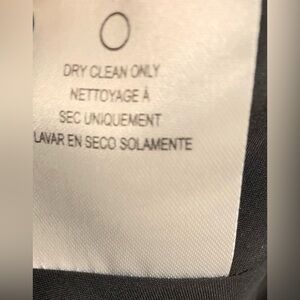 DRY CLEAN ONLY
NETTOYAGE À
SEC UNIQUEMENT
LAVAR EN SECO SOLAMENTE